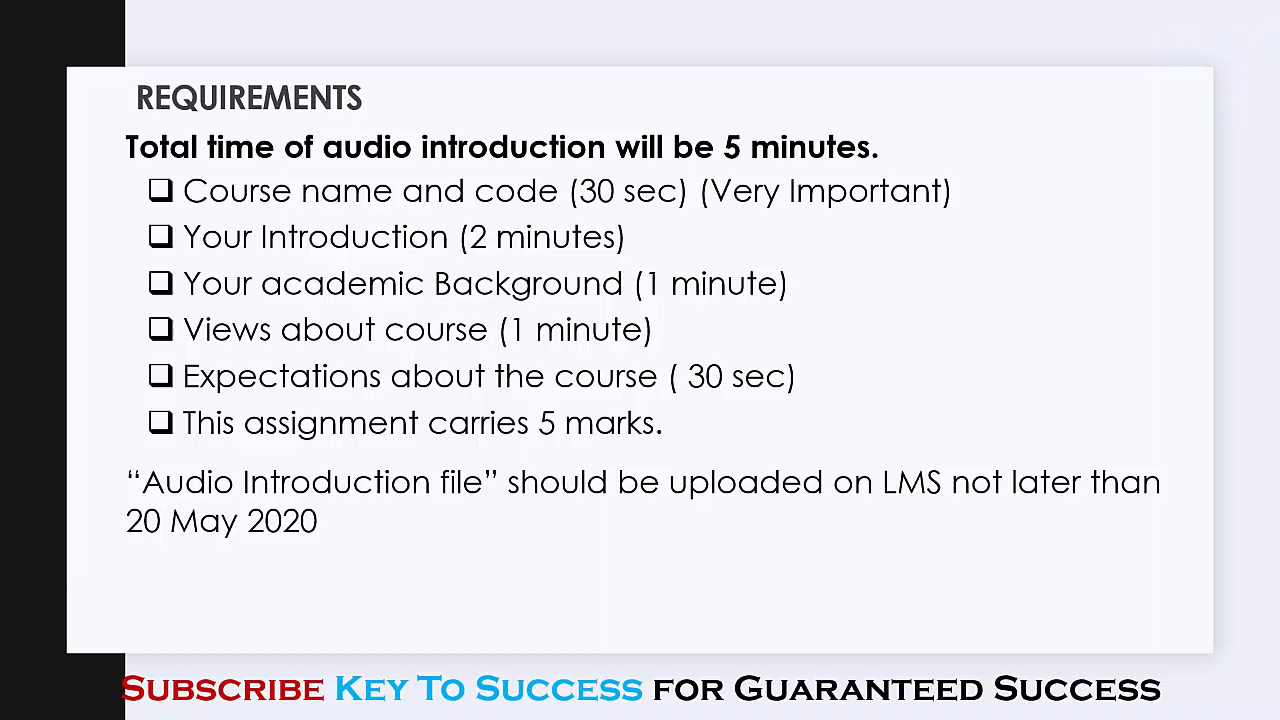 REQUIREMENTS
Total time of audio introduction will be 5 minutes.
❑ Course name and code (30 sec) (Very Important)
❑ Your Introduction (2 minutes)
❑ Your academic Background (1 minute)
❑ Views about course (1 minute)
❑ Expectations about the course ( 30 sec)
❑ This assignment carries 5 marks.
“Audio Introduction file” should be uploaded on LMS not later than
20 May 2020
SUBSCRIBE KEY TO SUCCESS FOR GUARANTEED SUCCESS